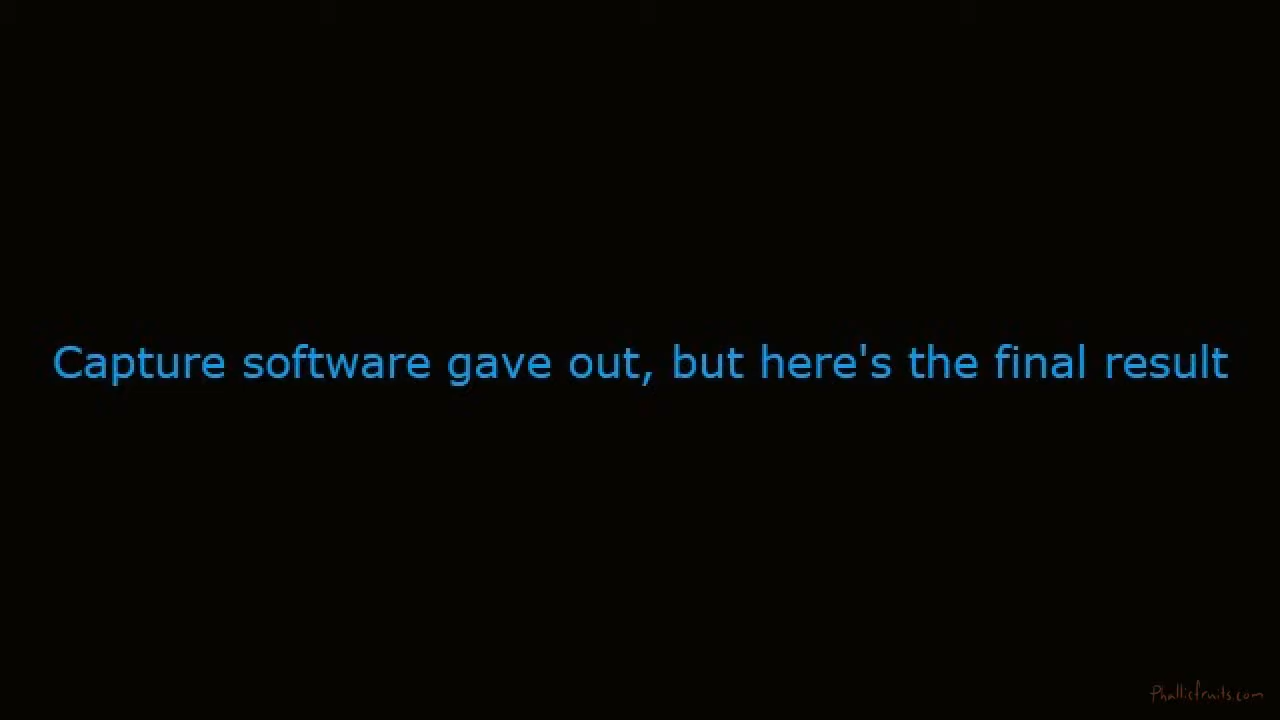 Capture software gave out, but here's the final result
Phallicfruits.com